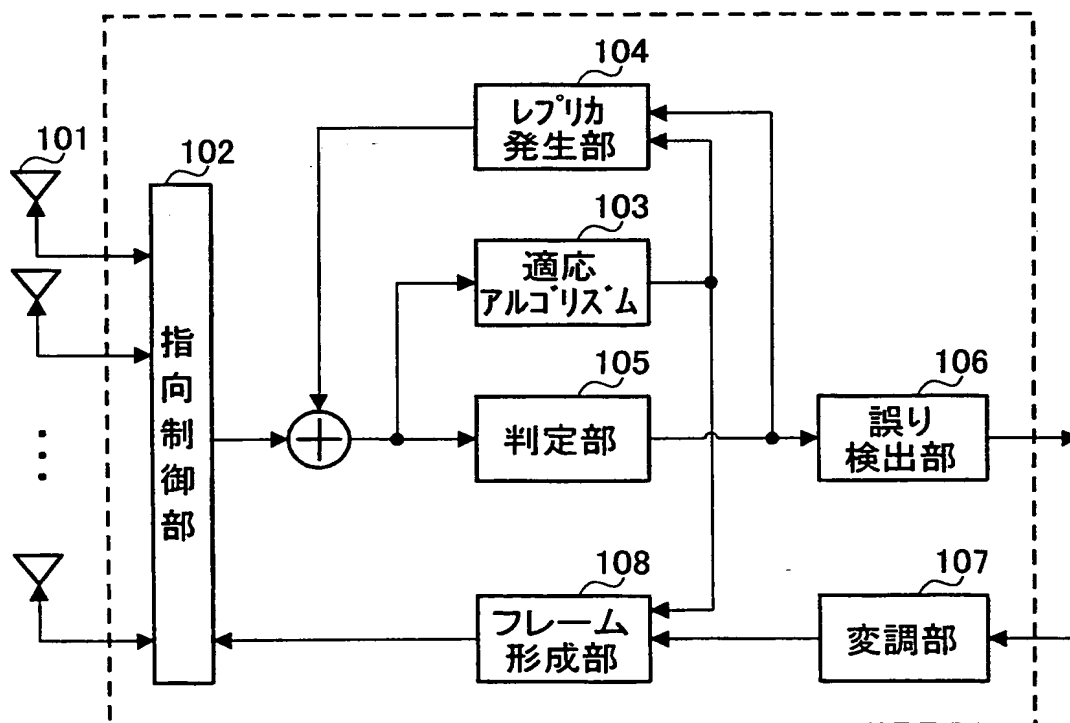 104
レプリカ
発生部
101
102
103
適応
アルゴリズム
指向制御部
105
判定部
106
誤り
検出部
108
フレーム
形成部
107
変調部